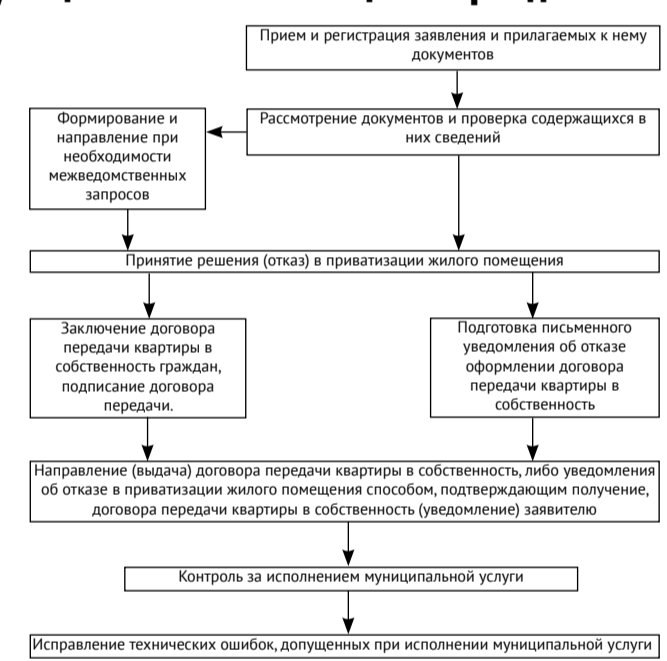 Прием и регистрация заявления и прилагаемых к нему
документов
Формирование и
направление при
необходимости
межведомственных
запросов
Рассмотрение документов и проверка содержащихся в
них сведений
Принятие решения (отказ) в приватизации жилого помещения
Заключение договора
передачи квартиры в
собственность граждан,
подписание договора
передачи.
Подготовка письменного
уведомления об отказе
оформлении договора
передачи квартиры в
собственность
Направление (выдача) договора передачи квартиры в собственность, либо уведомления
об отказе в приватизации жилого помещения способом, подтверждающим получение,
договора передачи квартиры в собственность (уведомление) заявителю
Контроль за исполнением муниципальной услуги
Исправление технических ошибок, допущенных при исполнении муниципальной услуги